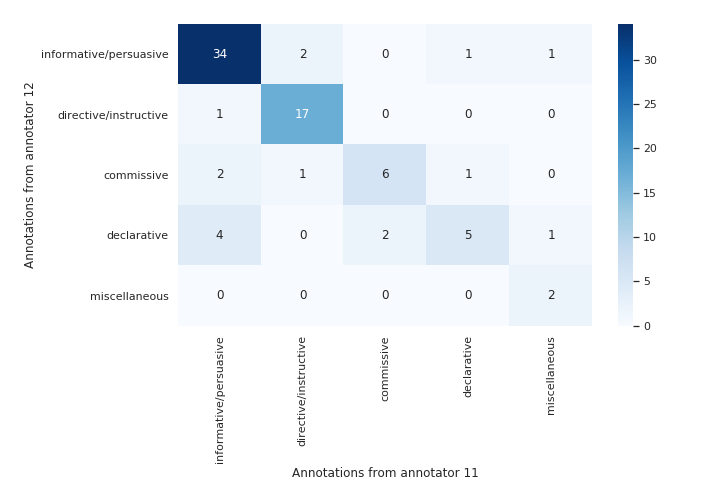 informative/persuasive 34 2 0 1 1
directive/instructive 1 17 0 0 0
commissive 2 1 6 1 0
declarative 4 0 2 5 1
miscellaneous 0 0 0 0 2
informative/persuasive
directive/instructive
commissive
declarative
miscellaneous
Annotations from annotator 11
Annotations from annotator 12
30
25
20
15
10
5
0